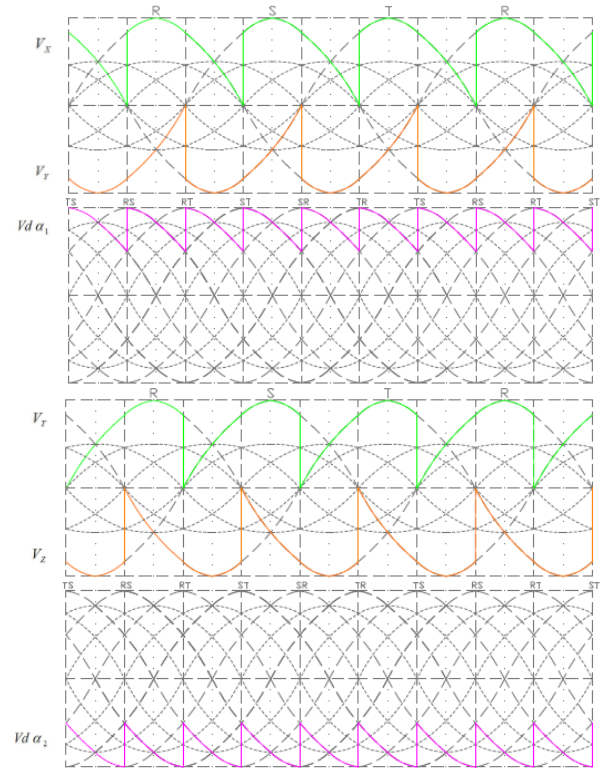 R S T R
V_X
V_Y
TS RS RT ST SR TR TS RS RT ST
Vd α_1
R S T R
V_T
V_Z
TS RS RT ST SR TR TS RS RT ST
Vd α_2